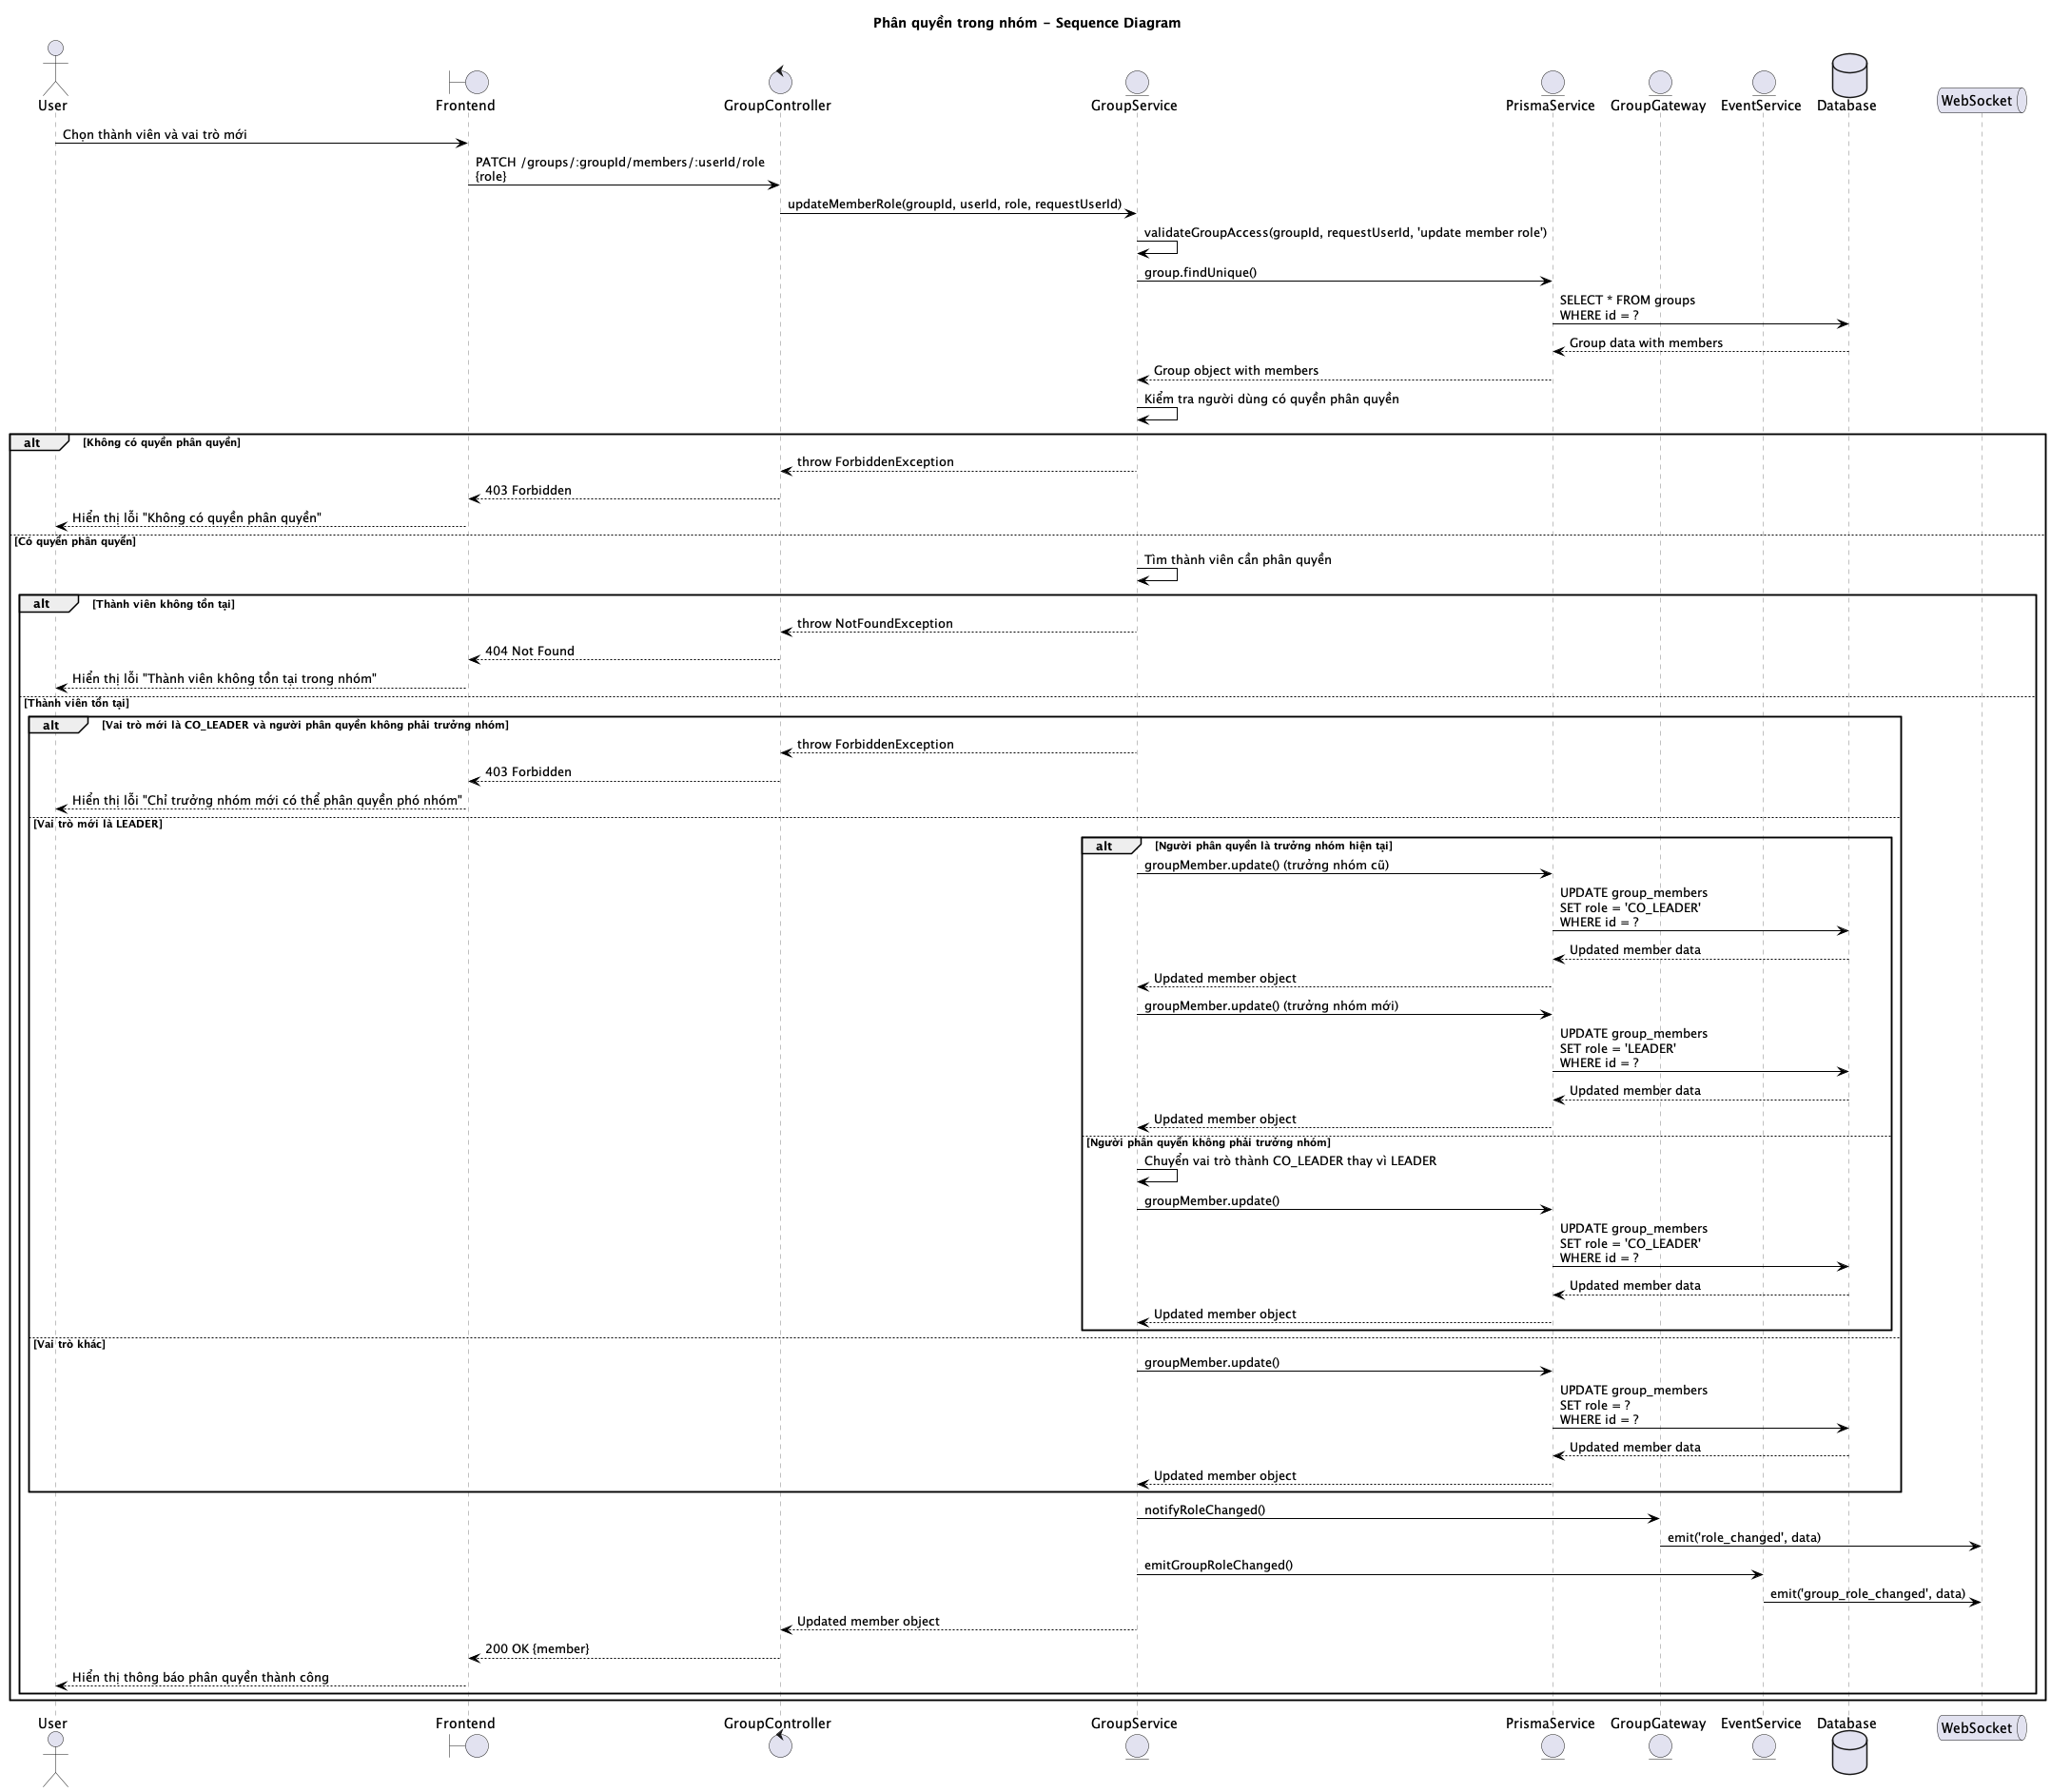 Phân quyền trong nhóm - Sequence Diagram
User
Frontend
GroupController
GroupService
PrismaService
GroupGateway
EventService
Database
WebSocket
Chọn thành viên và vai trò mới
PATCH /groups/:groupId/members/:userId/role
{role}
updateMemberRole(groupId, userId, role, requestUserId)
validateGroupAccess(groupId, requestUserId, 'update member role')
group.findUnique()
SELECT * FROM groups
WHERE id = ?
Group data with members
Group object with members
Kiểm tra người dùng có quyền phân quyền
alt [Không có quyền phân quyền]
throw ForbiddenException
403 Forbidden
Hiển thị lỗi "Không có quyền phân quyền"
[Có quyền phân quyền]
Tìm thành viên cần phân quyền
alt [Thành viên không tồn tại]
throw NotFoundException
404 Not Found
Hiển thị lỗi "Thành viên không tồn tại trong nhóm"
[Thành viên tồn tại]
alt [Vai trò mới là CO_LEADER và người phân quyền không phải trưởng nhóm]
throw ForbiddenException
403 Forbidden
Hiển thị lỗi "Chỉ trưởng nhóm mới có thể phân quyền phó nhóm"
[Vai trò mới là LEADER]
alt [Người phân quyền là trưởng nhóm hiện tại]
groupMember.update() (trưởng nhóm cũ)
UPDATE group_members
SET role = 'CO_LEADER'
WHERE id = ?
Updated member data
Updated member object
groupMember.update() (trưởng nhóm mới)
UPDATE group_members
SET role = 'LEADER'
WHERE id = ?
Updated member data
Updated member object
[Người phân quyền không phải trưởng nhóm]
Chuyển vai trò thành CO_LEADER thay vì LEADER
groupMember.update()
UPDATE group_members
SET role = 'CO_LEADER'
WHERE id = ?
Updated member data
Updated member object
[Vai trò khác]
groupMember.update()
UPDATE group_members
SET role = ?
WHERE id = ?
Updated member data
Updated member object
notifyRoleChanged()
emit('role_changed', data)
emitGroupRoleChanged()
emit('group_role_changed', data)
Updated member object
200 OK {member}
Hiển thị thông báo phân quyền thành công
User
Frontend
GroupController
GroupService
PrismaService
GroupGateway
EventService
Database
WebSocket